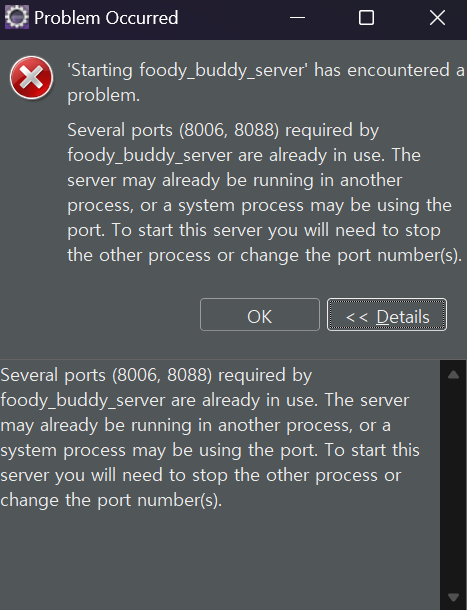 Problem Occurred
'Starting foody_buddy_server' has encountered a
problem.
Several ports (8006, 8088) required by
foody_buddy_server are already in use. The
server may already be running in another
process, or a system process may be using the
port. To start this server you will need to stop
the other process or change the port number(s).
OK
<< Details
Several ports (8006, 8088) required by
foody_buddy_server are already in use. The server
may already be running in another process, or a
system process may be using the port. To start this
server you will need to stop the other process or
change the port number(s).